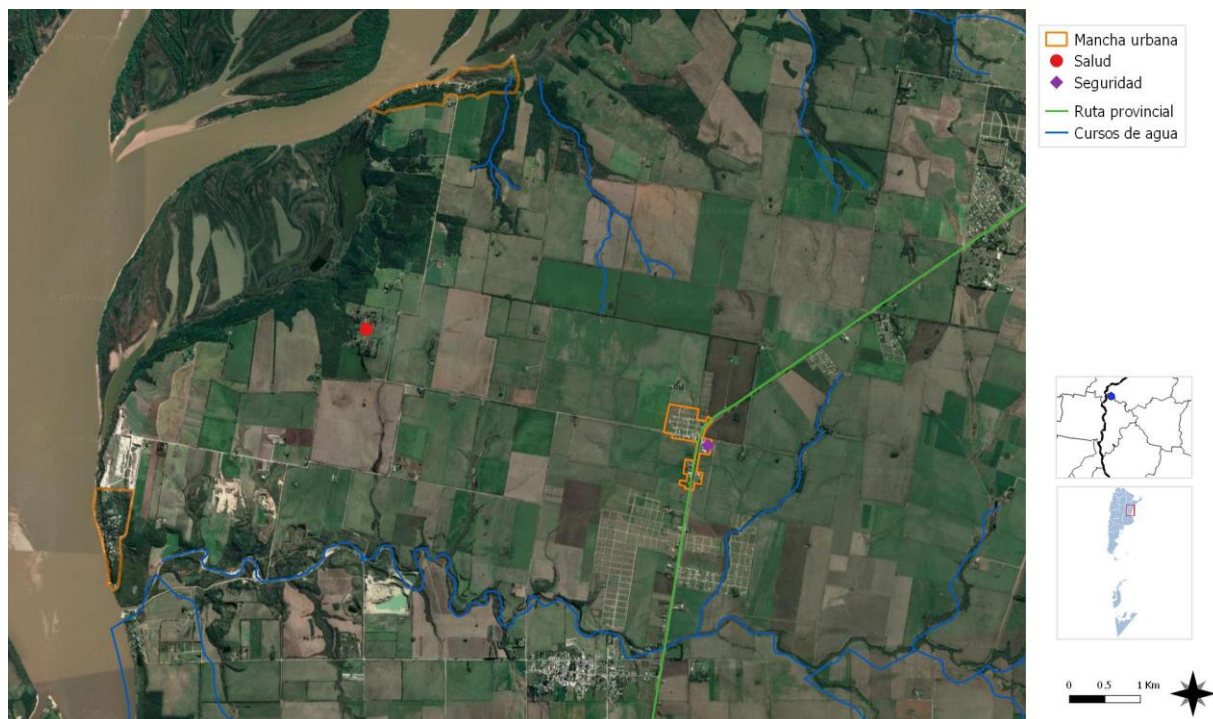 Mancha urbana
Salud
Seguridad
Ruta provincial
Cursos de agua
0 0.5 1 Km